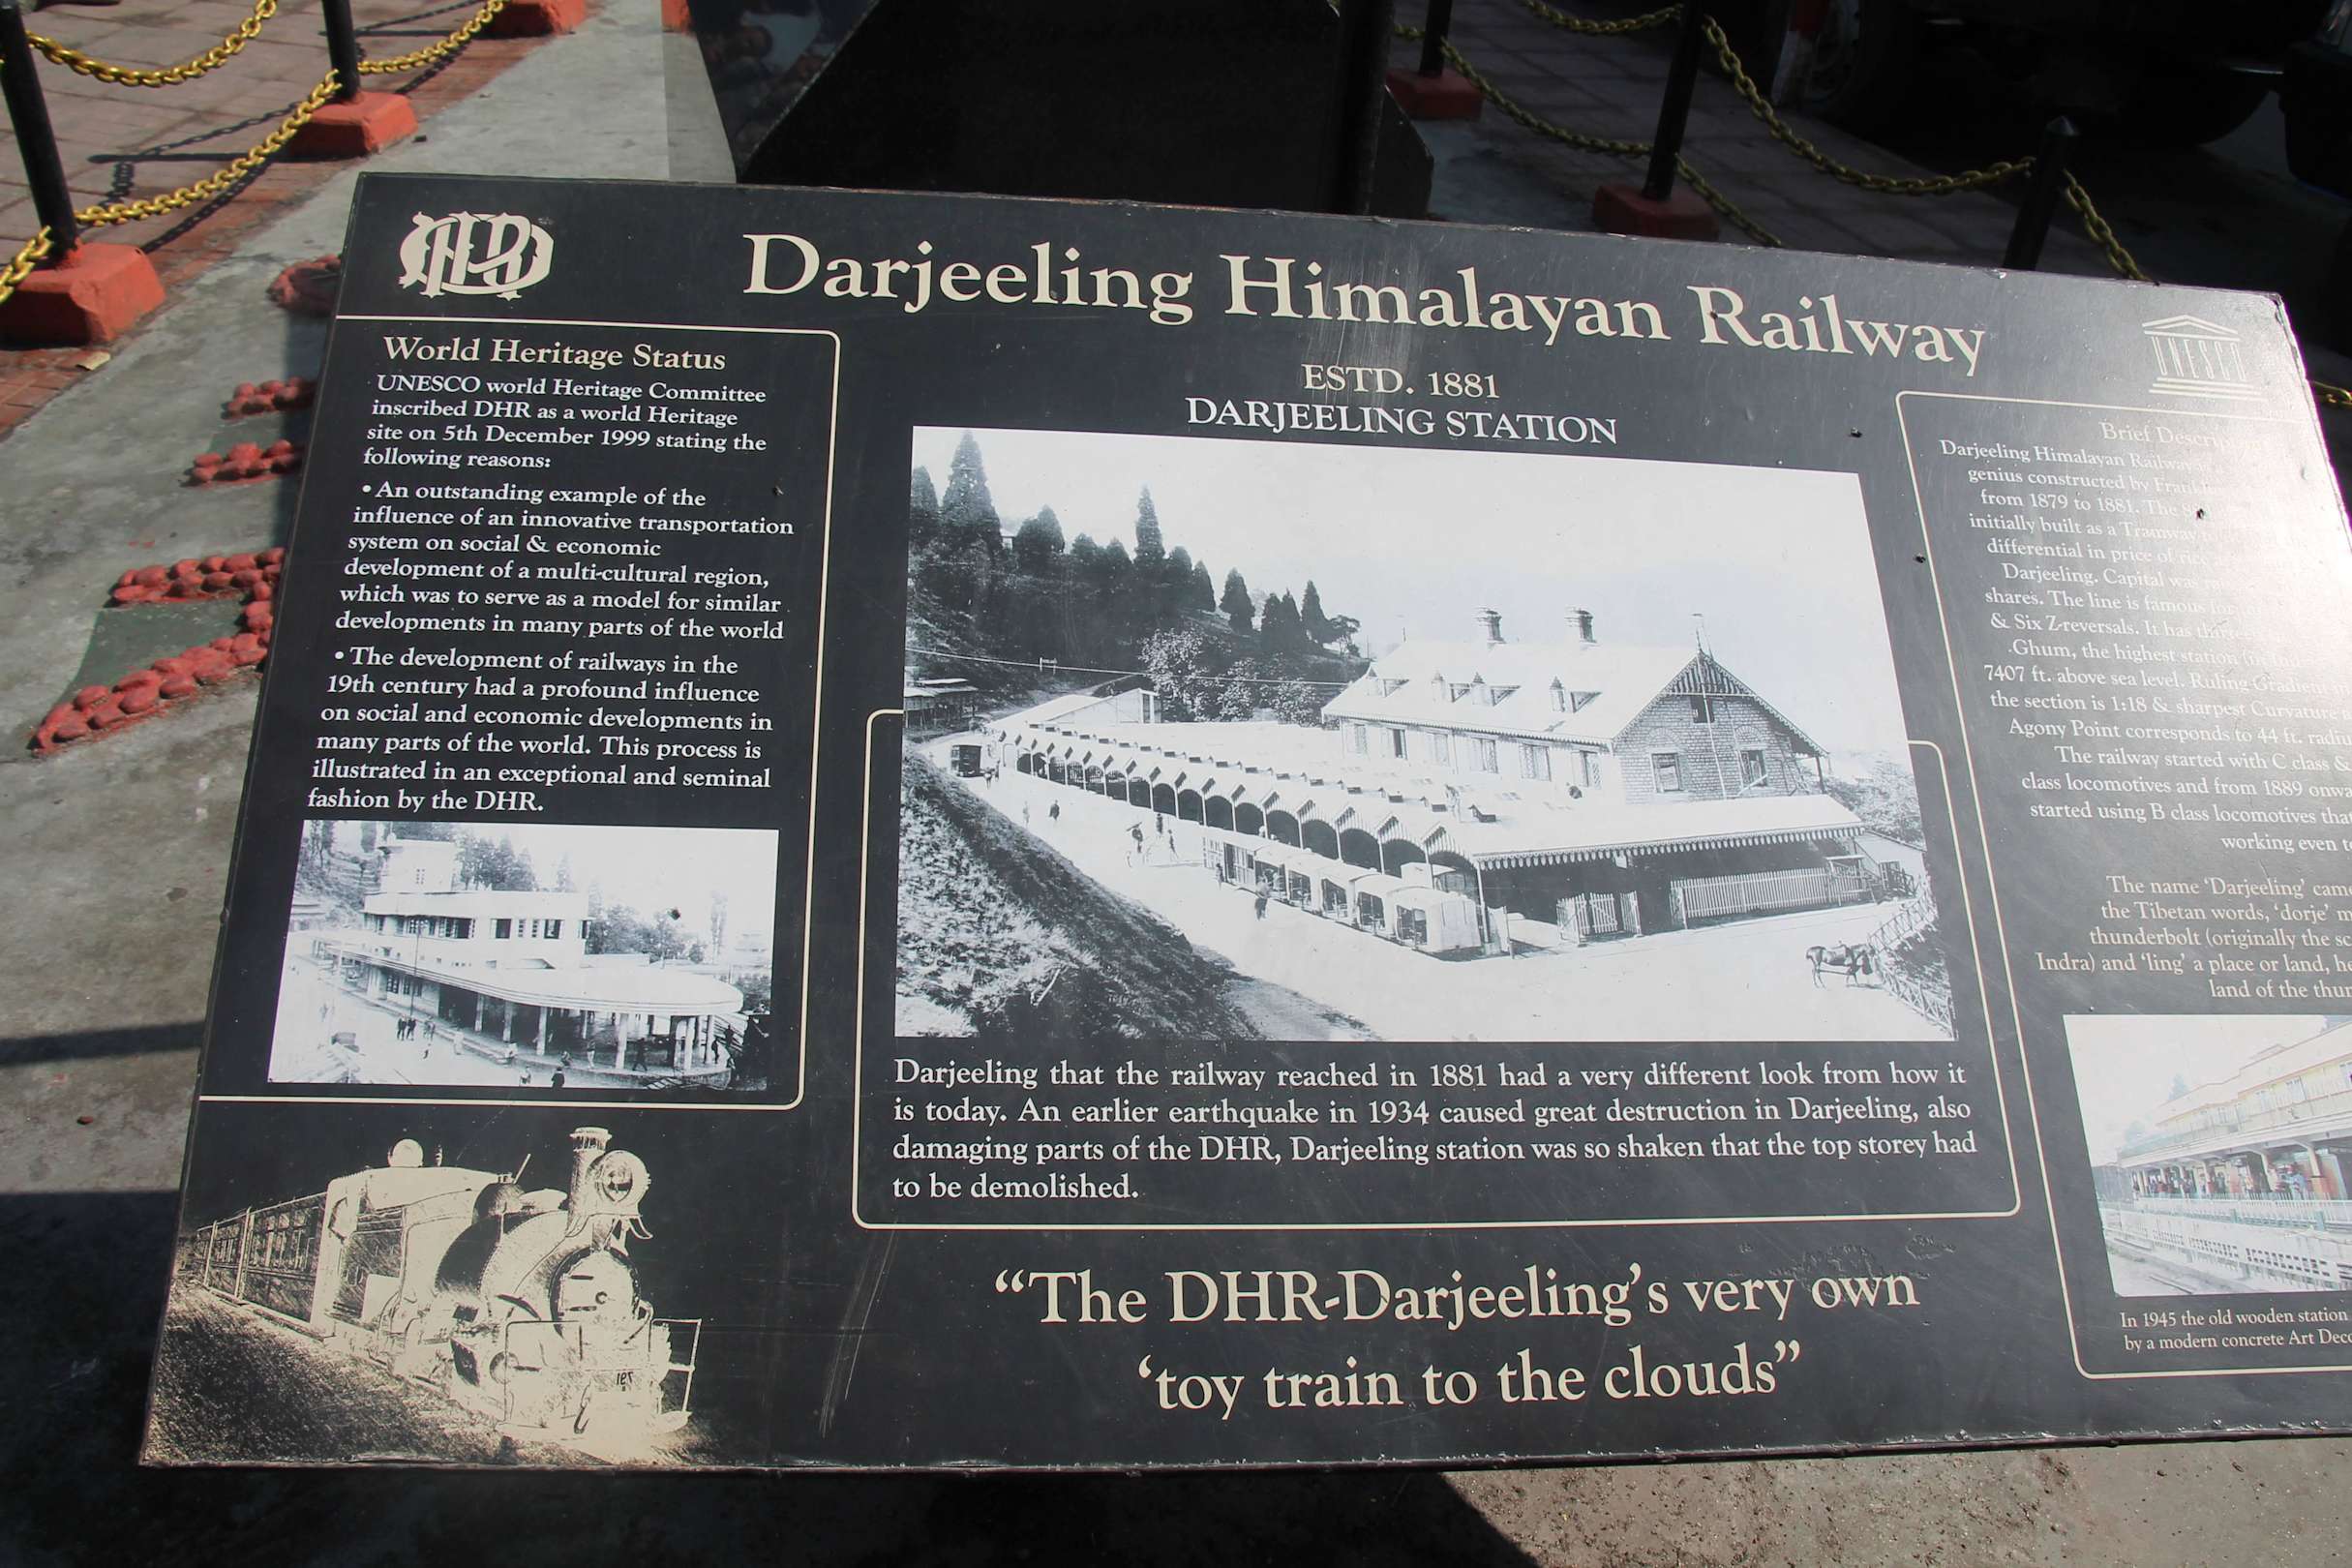 DHR
Darjeeling Himalayan Railway
ESTD. 1881
DARJEELING STATION
UNESCO
World Heritage Status
UNESCO world Heritage Committee
inscribed DHR as a world Heritage
site on 5th December 1999 stating the
following reasons:
• An outstanding example of the
influence of an innovative transportation
system on social & economic
development of a multi-cultural region,
which was to serve as a model for similar
developments in many parts of the world
• The development of railways in the
19th century had a profound influence
on social and economic developments in
many parts of the world. This process is
illustrated in an exceptional and seminal
fashion by the DHR.
Darjeeling that the railway reached in 1881 had a very different look from how it
is today. An earlier earthquake in 1934 caused great destruction in Darjeeling, also
damaging parts of the DHR, Darjeeling station was so shaken that the top storey had
to be demolished.
“The DHR-Darjeeling’s very own
‘toy train to the clouds”
Brief
Darjeeling Himalayan Railway
genius constructed by
from 1879 to 1881. The
initially built as a Tramway
differential in price of
Darjeeling. Capital was
shares. The line is famous for
& Six Z-reversals. It has
Ghum, the highest station
7407 ft. above sea level. Ruling
the section is 1:18 & sharpest Curvature
Agony Point corresponds to 44 ft.
The railway started with C class &
class locomotives and from 1889
started using B class locomotives
working even
The name ‘Darjeeling’
the Tibetan words, ‘dorje’
thunderbolt (originally the
Indra) and ‘ling’ a place or land,
land of the
In 1945 the old wooden station
by a modern concrete Art